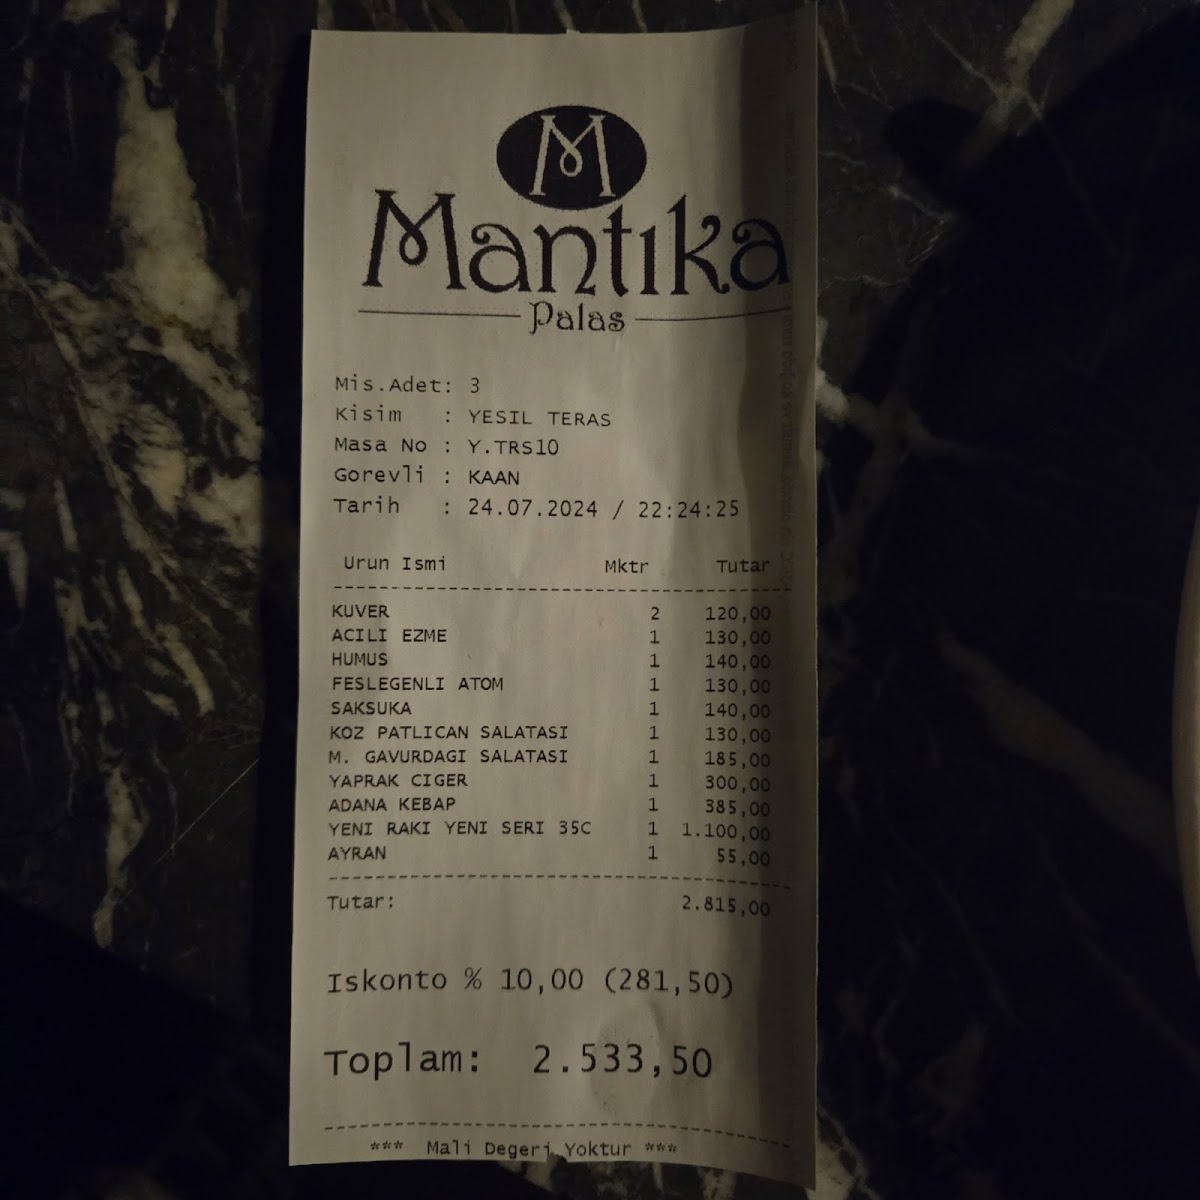 M
Mantıka
Palas
Mis.Adet: 3
Kisim : YESIL TERAS
Masa No : Y.TRS10
Gorevli : KAAN
Tarih : 24.07.2024 / 22:24:25
Urun Ismi Mktr Tutar
KUVER 2 120,00
ACILI EZME 1 130,00
HUMUS 1 140,00
FESLEGENLI ATOM 1 130,00
SAKSUKA 1 140,00
KOZ PATLICAN SALATASI 1 130,00
M. GAVURDAGI SALATASI 1 185,00
YAPRAK CIGER 1 300,00
ADANA KEBAP 1 385,00
YENI RAKI YENI SERI 35C 1 1.100,00
AYRAN 1 55,00
Tutar: 2.815,00
Iskonto % 10,00 (281,50)
Toplam: 2.533,50
*** Mali Degeri Yoktur ***